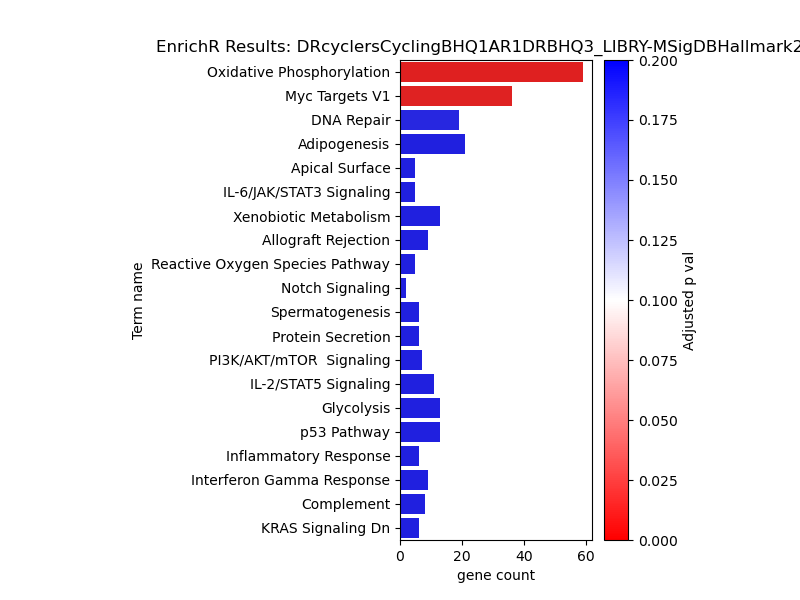 EnrichR Results: DRcyclersCyclingBHQ1AR1DRBHQ3_LIBRY-MSigDBHallmark2
Oxidative Phosphorylation
Myc Targets V1
DNA Repair
Adipogenesis
Apical Surface
IL-6/JAK/STAT3 Signaling
Xenobiotic Metabolism
Allograft Rejection
Reactive Oxygen Species Pathway
Notch Signaling
Spermatogenesis
Protein Secretion
PI3K/AKT/mTOR  Signaling
IL-2/STAT5 Signaling
Glycolysis
p53 Pathway
Inflammatory Response
Interferon Gamma Response
Complement
KRAS Signaling Dn
Term name
0 20 40 60
gene count
0.200
0.175
0.150
0.125
0.100
0.075
0.050
0.025
0.000
Adjusted p val